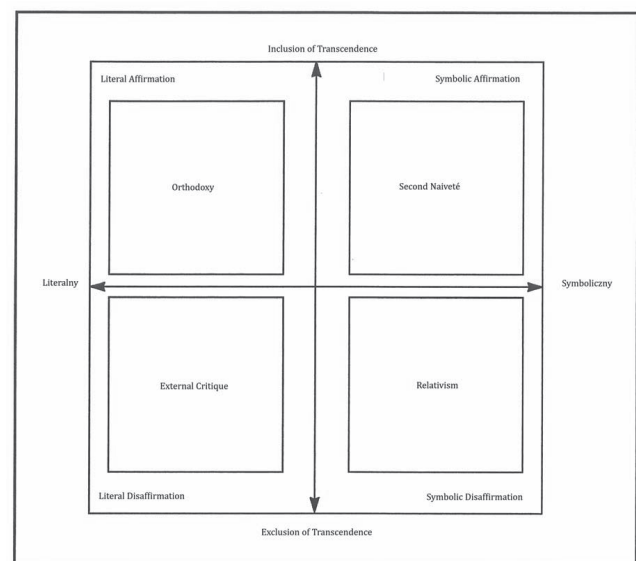 Inclusion of Transcendence
Literal Affirmation
Symbolic Affirmation
Orthodoxy
Second Naiveté
Literalny
Symboliczny
External Critique
Relativism
Literal Disaffirmation
Symbolic Disaffirmation
Exclusion of Transcendence